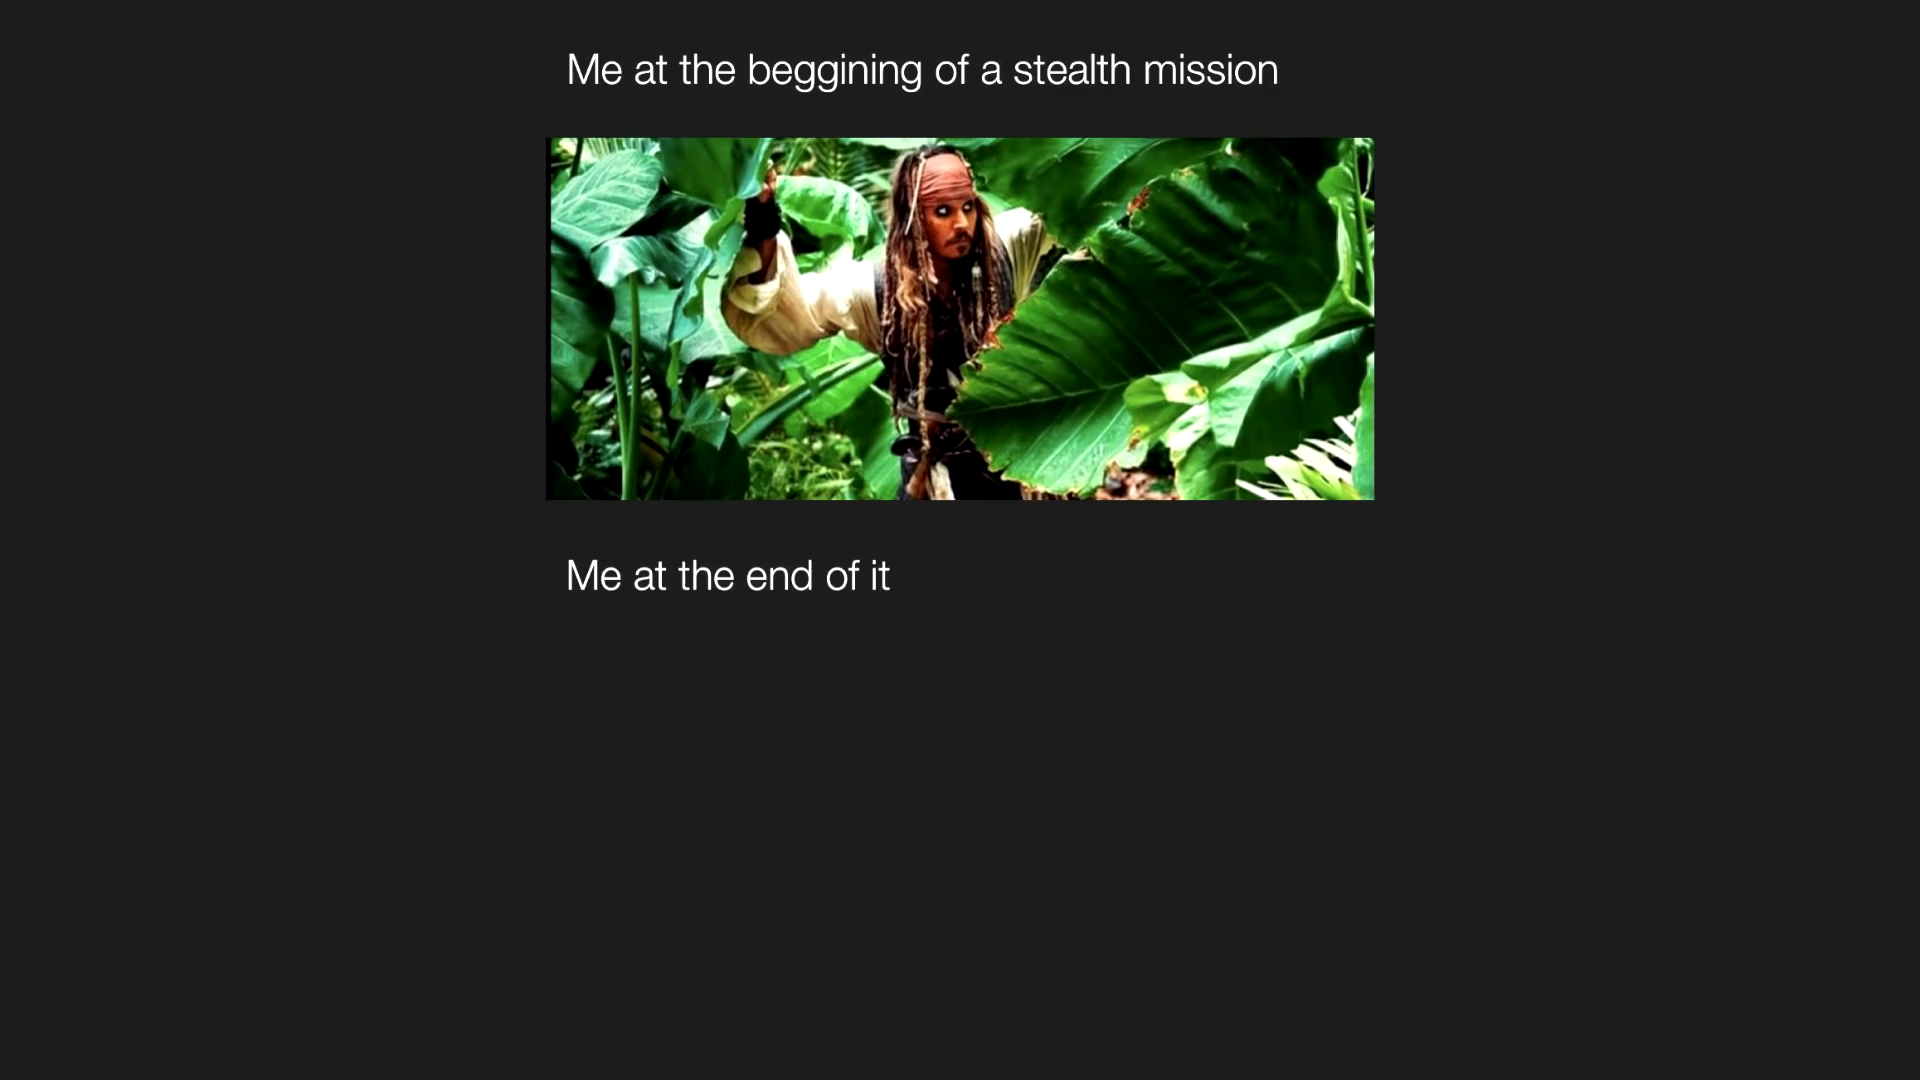 Me at the beggining of a stealth mission
Me at the end of it